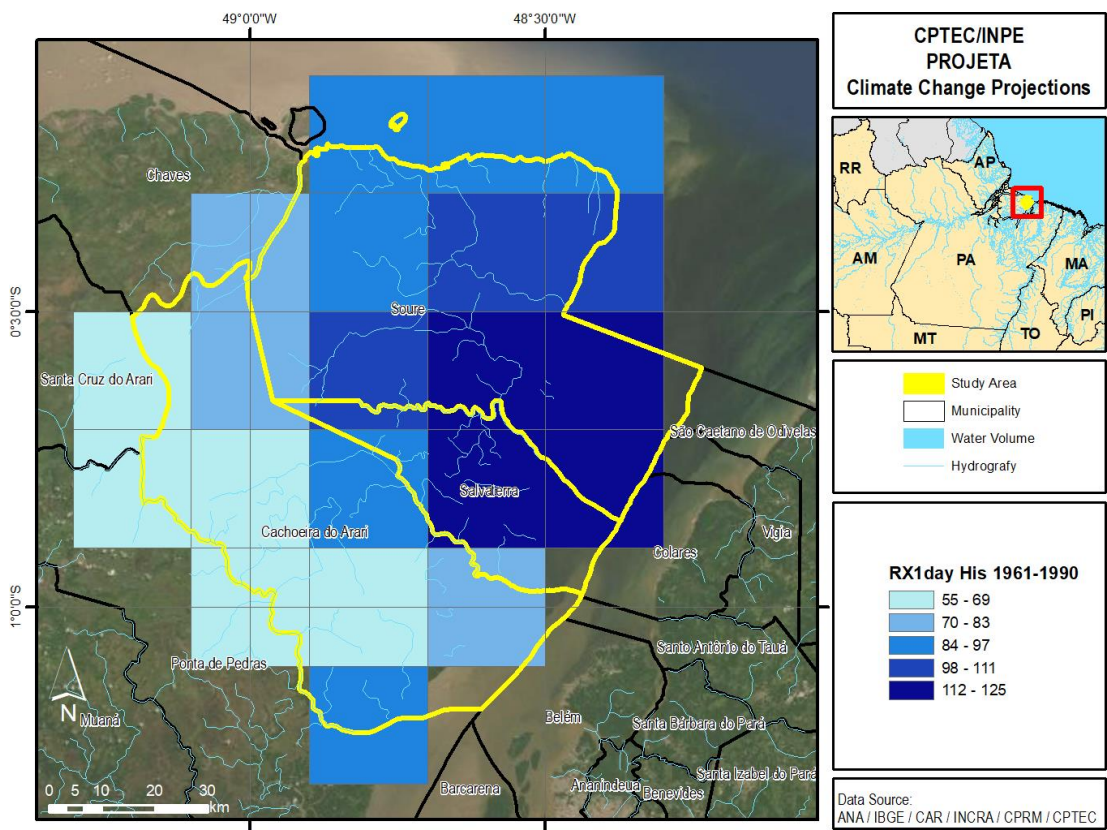 49°0'0"W
48°30'0"W
0°30'0"S
1°0'0"S
Chaves
Soure
Santa Cruz do Arari
São Caetano de Odivelas
Salvaterra
Cachoeira do Arari
Vigia
Colares
Santo Antônio do Tauá
Ponta de Pedras
Muaná
Belém
Santa Bárbara do Pará
Santa Izabel do Pará
Ananindeua
Benevides
Barcarena
N
0 5 10 20 30
km
CPTEC/INPE
PROJETA
Climate Change Projections
RR
AP
AM
PA
MA
PI
MT
TO
Study Area
Municipality
Water Volume
Hydrografy
RX1day His 1961-1990
55 - 69
70 - 83
84 - 97
98 - 111
112 - 125
Data Source:
ANA / IBGE / CAR / INCRA / CPRM / CPTEC